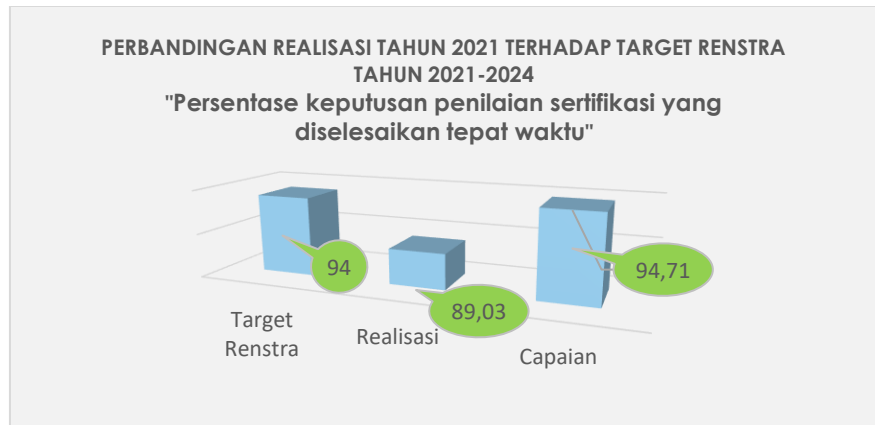 PERBANDINGAN REALISASI TAHUN 2021 TERHADAP TARGET RENSTRA
TAHUN 2021-2024
"Persentase keputusan penilaian sertifikasi yang
diselesaikan tepat waktu"
94
89,03
94,71
Target
Renstra
Realisasi
Capaian